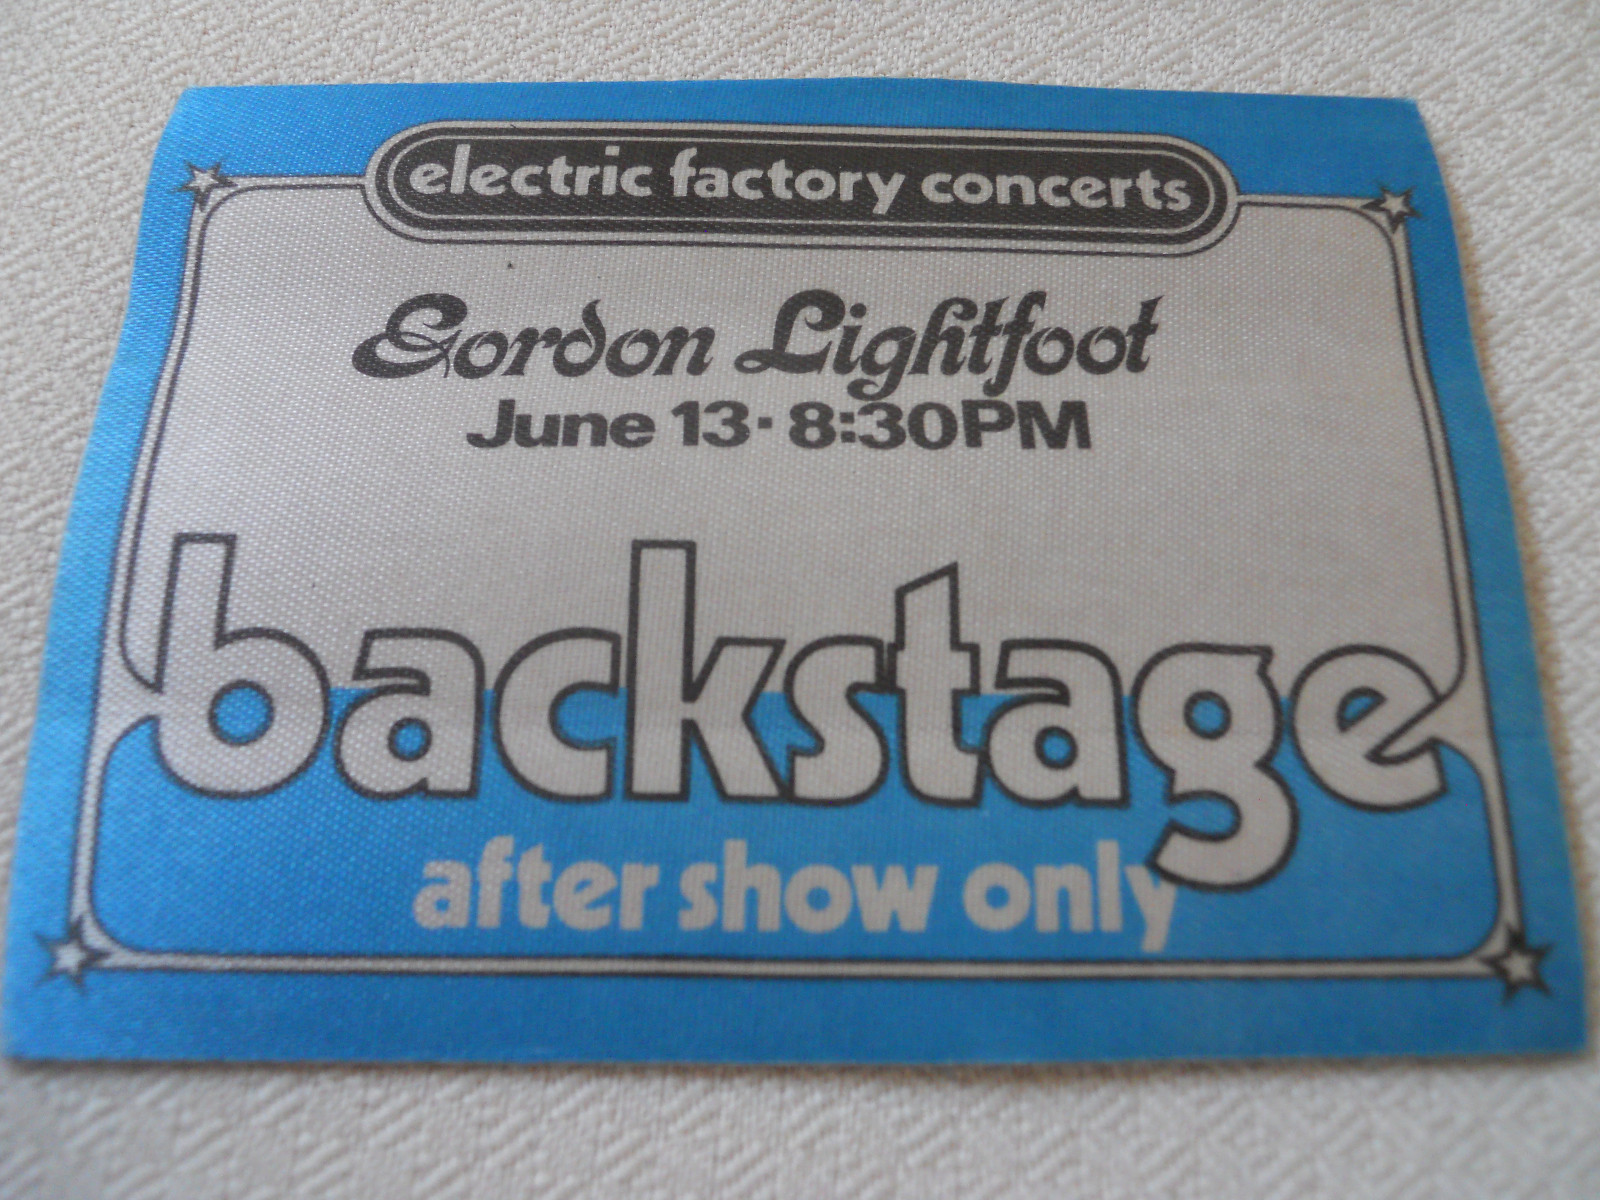 electric factory concerts
Gordon Lightfoot
June 13 · 8:30PM
backstage
after show only